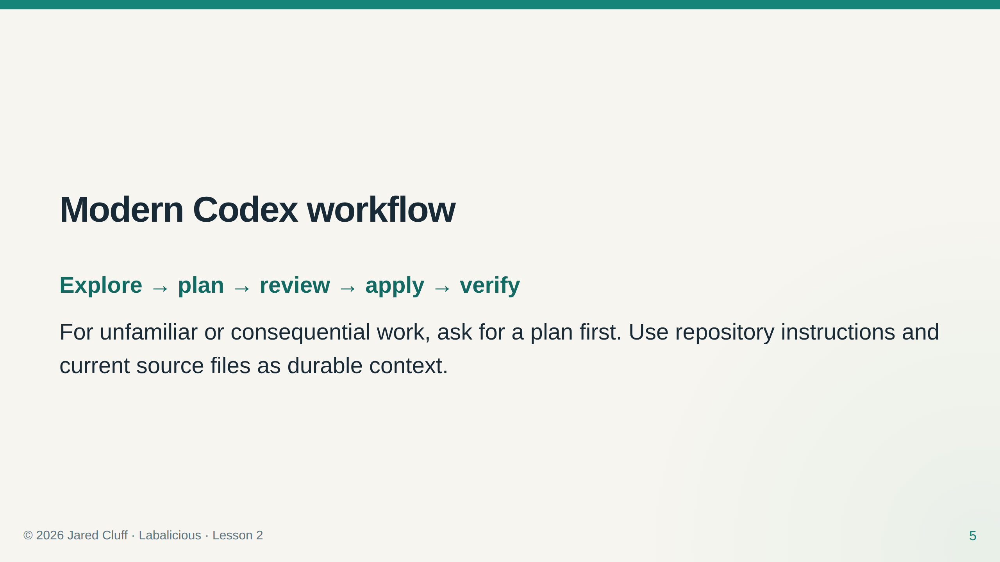 Modern Codex workflow
Explore → plan → review → apply → verify
For unfamiliar or consequential work, ask for a plan first. Use repository instructions and
current source files as durable context.
© 2026 Jared Cluff · Labalicious · Lesson 2
5